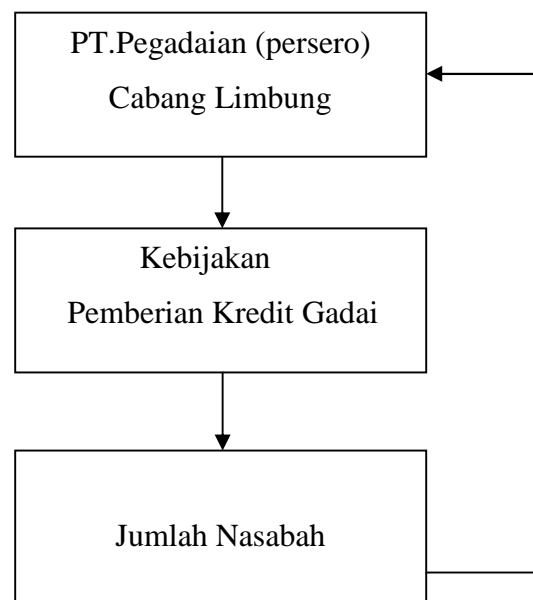 PT.Pegadaian (persero)
Cabang Limbung
Kebijakan
Pemberian Kredit Gadai
Jumlah Nasabah